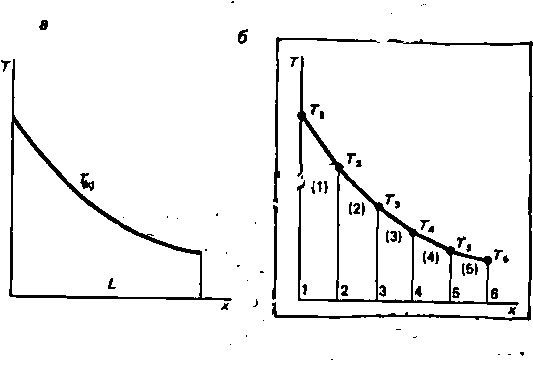 а
б
T
T(x)
L
x
T
T₁
T₂
T₃
T₄
T₅
T₆
(1)
(2)
(3)
(4)
(5)
1 2 3 4 5 6
x